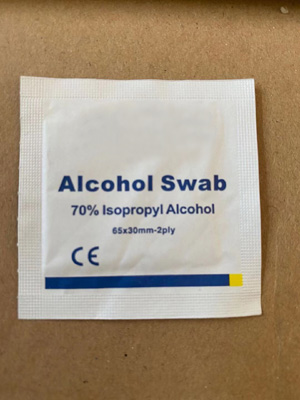 Alcohol Swab
70% Isopropyl Alcohol
65x30mm-2ply
CE